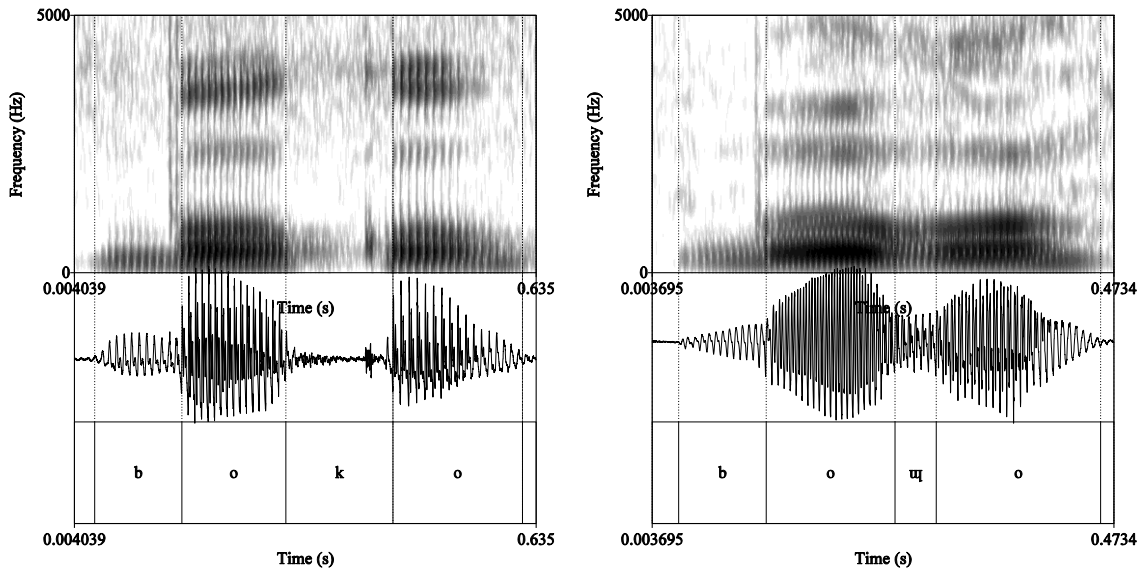 5000
Frequency (Hz)
0
0.004039
Time (s)
0.635
b o k o
0.004039
Time (s)
0.635
5000
Frequency (Hz)
0
0.003695
Time (s)
0.4734
b o ɰ o
0.003695
Time (s)
0.4734